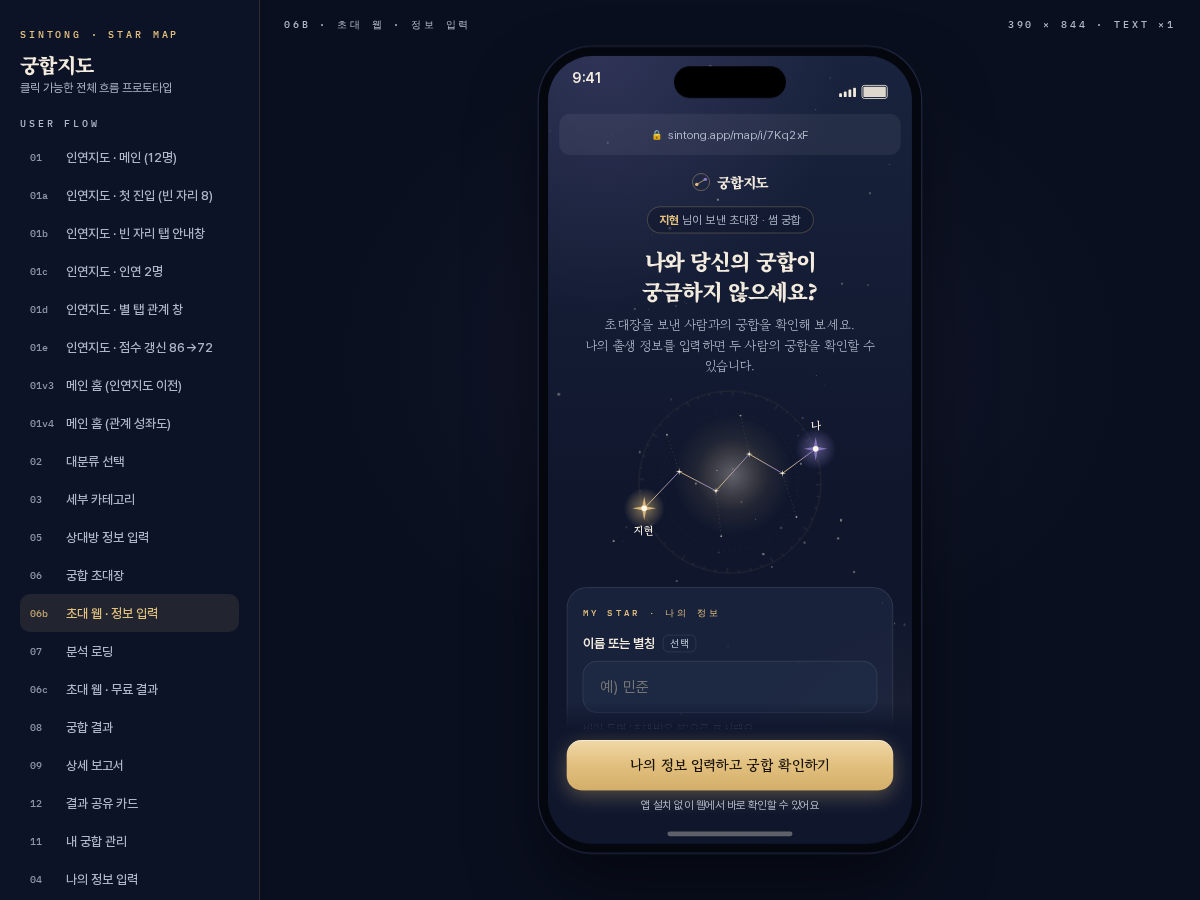 SINTONG · STAR MAP
궁합지도
클릭 가능한 전체 흐름 프로토타입
USER FLOW
01 인연지도 · 메인 (12명)
01a 인연지도 · 첫 진입 (빈 자리 8)
01b 인연지도 · 빈 자리 탭 안내창
01c 인연지도 · 인연 2명
01d 인연지도 · 별 탭 관계 창
01e 인연지도 · 점수 갱신 86→72
01v3 메인 홈 (인연지도 이전)
01v4 메인 홈 (관계 성좌도)
02 대분류 선택
03 세부 카테고리
05 상대방 정보 입력
06 궁합 초대장
06b 초대 웹 · 정보 입력
07 분석 로딩
06c 초대 웹 · 무료 결과
08 궁합 결과
09 상세 보고서
12 결과 공유 카드
11 내 궁합 관리
04 나의 정보 입력
06B · 초대 웹 · 정보 입력
390 × 844 · TEXT ×1
9:41
sintong.app/map/i/7Kq2xF
궁합지도
지현 님이 보낸 초대장 · 썸 궁합
나와 당신의 궁합이
궁금하지 않으세요?
초대장을 보낸 사람과의 궁합을 확인해 보세요.
나의 출생 정보를 입력하면 두 사람의 궁합을 확인할 수
있습니다.
나
지현
MY STAR · 나의 정보
이름 또는 별칭 선택
예) 민준
나의 정보 입력하고 궁합 확인하기
앱 설치 없이 웹에서 바로 확인할 수 있어요